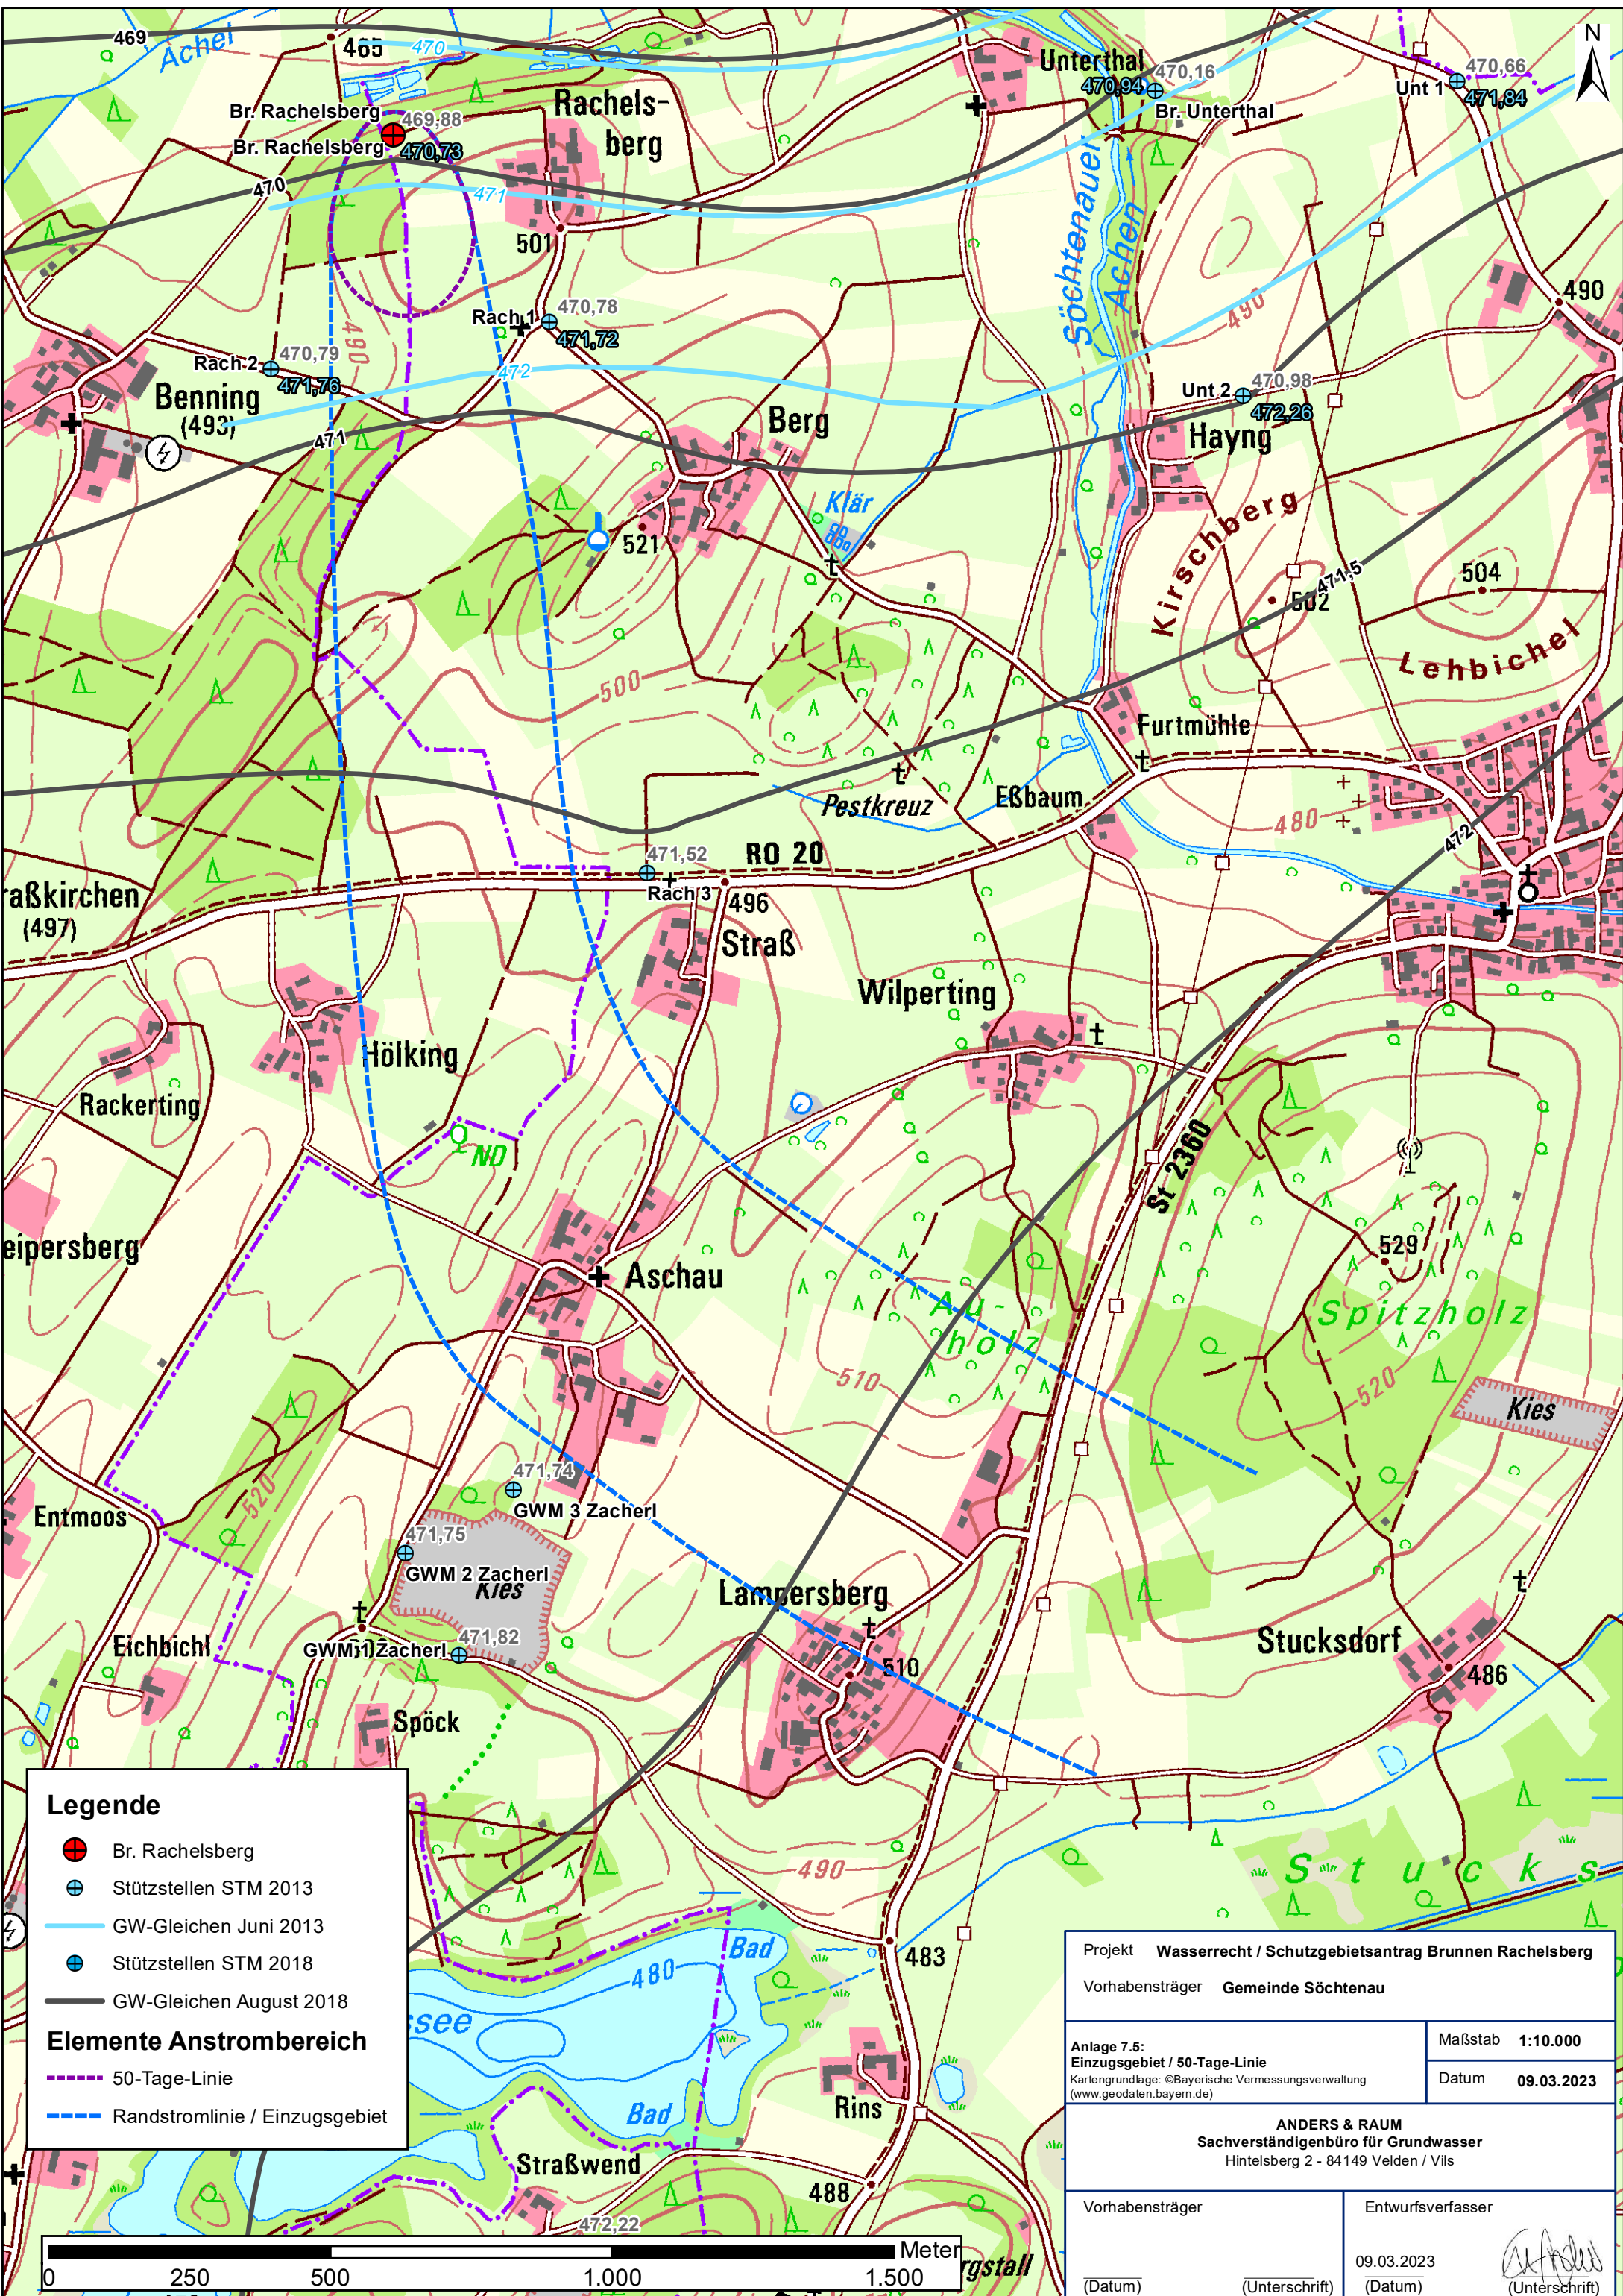 469
Achel
465
470
Unterthal
470,94
470,16
Br. Unterthal
470,66
Unt 1
471,84
N
Br. Rachelsberg
469,88
Br. Rachelsberg
470,73
Rachels-
berg
470
471
501
Söchtenauer
Achen
490
490
Rach 1
470,78
471,72
490
Rach 2
470,79
471,76
Benning
(493)
472
471
Berg
Unt 2
470,98
472,26
Hayng
Klär
521
Kirschberg
471,5
502
504
Lehbichel
500
Furtmühle
Pestkreuz
Eßbaum
480
472
471,52
RO 20
Rach 3
496
raßkirchen
(497)
Straß
Wilperting
Hölking
Rackerting
ND
St 2360
eipersberg
Aschau
529
Au-
holz
Spitzholz
510
520
Kies
520
471,74
GWM 3 Zacherl
Entmoos
471,75
GWM 2 Zacherl
Kies
Lampersberg
Eichbichl
GWM 1 Zacherl
471,82
510
Stucksdorf
486
Spöck
490
Stucks
483
Bad
480
ssee
Bad
Rins
Straßwend
488
472,22
rgstall
Legende
Br. Rachelsberg
Stützstellen STM 2013
GW-Gleichen Juni 2013
Stützstellen STM 2018
GW-Gleichen August 2018
Elemente Anstrombereich
50-Tage-Linie
Randstromlinie / Einzugsgebiet
Meter
0 250 500 1.000 1.500
Projekt Wasserrecht / Schutzgebietsantrag Brunnen Rachelsberg
Vorhabensträger Gemeinde Söchtenau
Anlage 7.5:
Einzugsgebiet / 50-Tage-Linie
Kartengrundlage: ©Bayerische Vermessungsverwaltung
(www.geodaten.bayern.de)
Maßstab 1:10.000
Datum 09.03.2023
ANDERS & RAUM
Sachverständigenbüro für Grundwasser
Hintelsberg 2 - 84149 Velden / Vils
Vorhabensträger
(Datum) (Unterschrift)
Entwurfsverfasser
09.03.2023
(Datum) (Unterschrift)